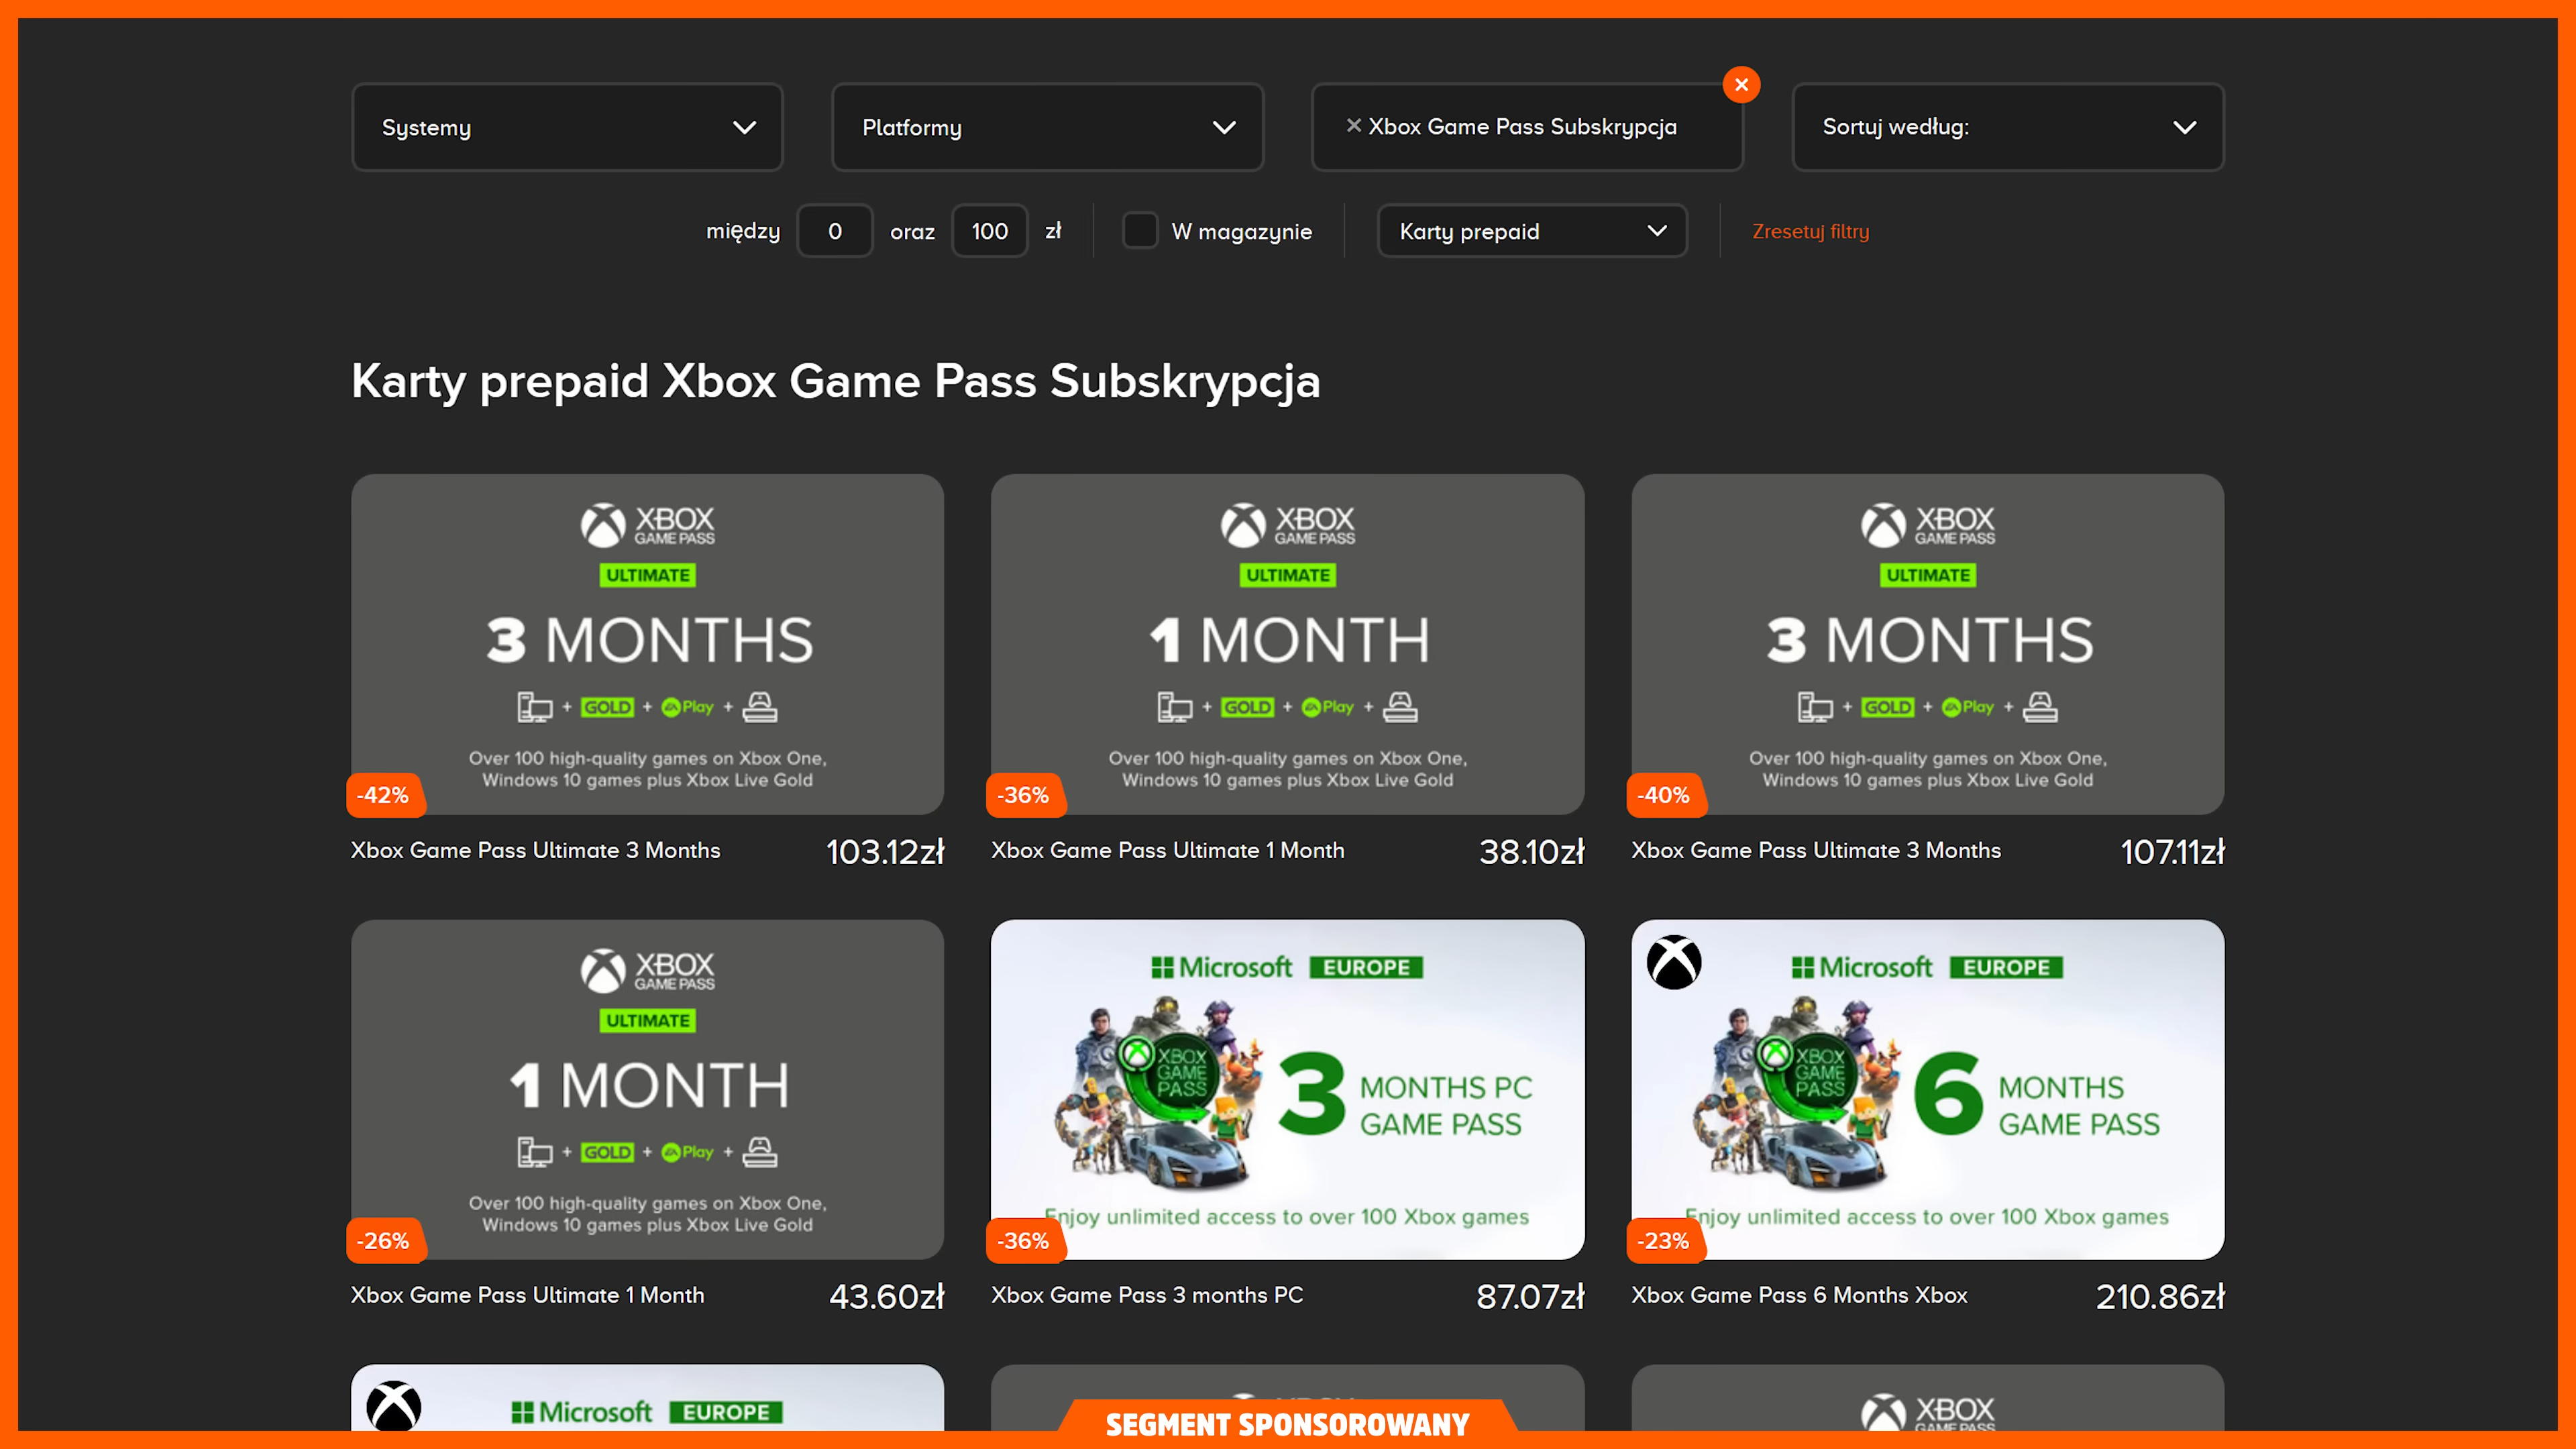 Systemy
Platformy
Xbox Game Pass Subskrypcja
Sortuj według:
między 0 oraz 100 zł
W magazynie
Karty prepaid
Zresetuj filtry
Karty prepaid Xbox Game Pass Subskrypcja
XBOX
GAME PASS
ULTIMATE
3 MONTHS
+ GOLD + EA Play +
Over 100 high-quality games on Xbox One,
Windows 10 games plus Xbox Live Gold
-42%
Xbox Game Pass Ultimate 3 Months 103.12zł
XBOX
GAME PASS
ULTIMATE
1 MONTH
+ GOLD + EA Play +
Over 100 high-quality games on Xbox One,
Windows 10 games plus Xbox Live Gold
-36%
Xbox Game Pass Ultimate 1 Month 38.10zł
XBOX
GAME PASS
ULTIMATE
3 MONTHS
+ GOLD + EA Play +
Over 100 high-quality games on Xbox One,
Windows 10 games plus Xbox Live Gold
-40%
Xbox Game Pass Ultimate 3 Months 107.11zł
XBOX
GAME PASS
ULTIMATE
1 MONTH
+ GOLD + EA Play +
Over 100 high-quality games on Xbox One,
Windows 10 games plus Xbox Live Gold
-26%
Xbox Game Pass Ultimate 1 Month 43.60zł
Microsoft EUROPE
XBOX
GAME
PASS
3 MONTHS PC
GAME PASS
Enjoy unlimited access to over 100 Xbox games
-36%
Xbox Game Pass 3 months PC 87.07zł
Microsoft EUROPE
XBOX
GAME
PASS
6 MONTHS
GAME PASS
Enjoy unlimited access to over 100 Xbox games
-23%
Xbox Game Pass 6 Months Xbox 210.86zł
Microsoft EUROPE
XBOX
GAME PASS
SEGMENT SPONSOROWANY